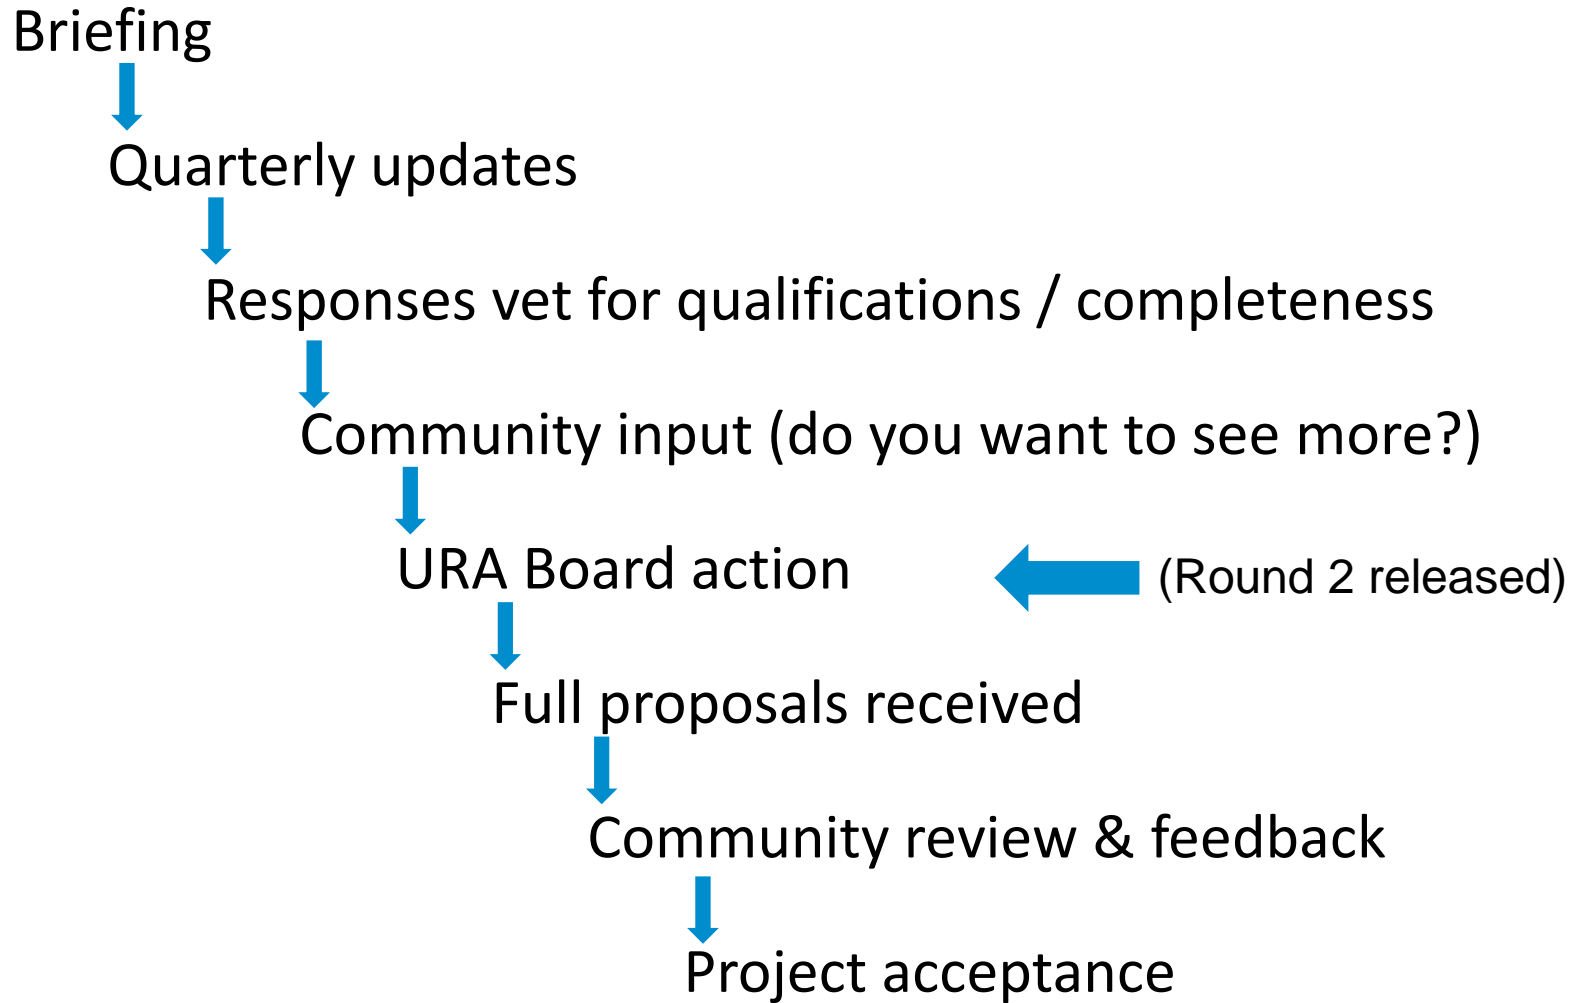 Briefing
Quarterly updates
Responses vet for qualifications / completeness
Community input (do you want to see more?)
URA Board action
(Round 2 released)
Full proposals received
Community review & feedback
Project acceptance